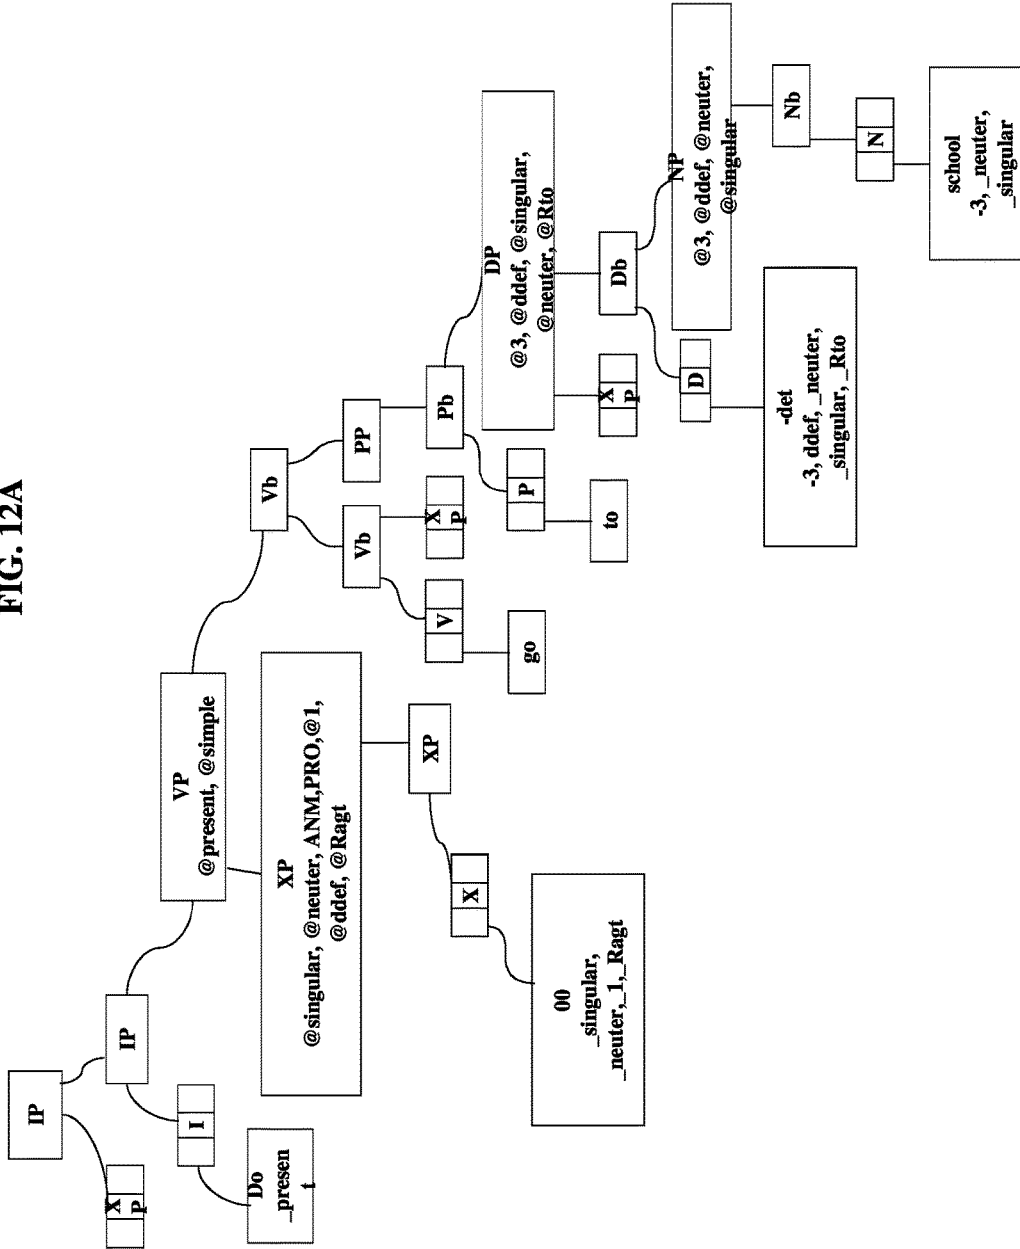 FIG. 12A
IP
X
P
IP
I
Do
_presen
t
VP
@present, @simple
XP
@singular, @neuter, ANM,PRO,@1,
@ddef, @Ragt
XP
X
00
_singular,
_neuter,_1,_Ragt
Vb
Vb
V
go
X
P
PP
Pb
P
to
DP
@3, @ddef, @singular,
@neuter, @Rto
X
P
Db
D
-det
-3, ddef, _neuter,
_singular, _Rto
NP
@3, @ddef, @neuter,
@singular
Nb
N
school
-3, _neuter,
_singular